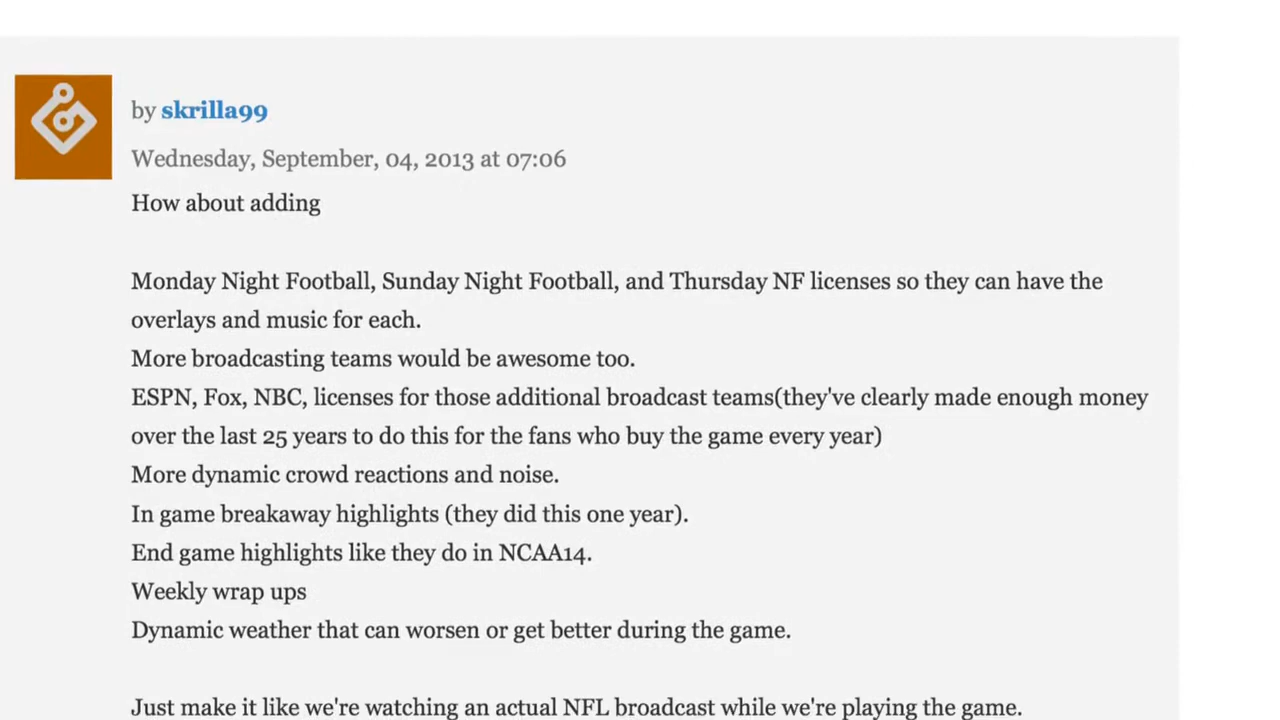 by skrilla99
Wednesday, September, 04, 2013 at 07:06
How about adding
Monday Night Football, Sunday Night Football, and Thursday NF licenses so they can have the
overlays and music for each.
More broadcasting teams would be awesome too.
ESPN, Fox, NBC, licenses for those additional broadcast teams(they've clearly made enough money
over the last 25 years to do this for the fans who buy the game every year)
More dynamic crowd reactions and noise.
In game breakaway highlights (they did this one year).
End game highlights like they do in NCAA14.
Weekly wrap ups
Dynamic weather that can worsen or get better during the game.
Just make it like we're watching an actual NFL broadcast while we're playing the game.